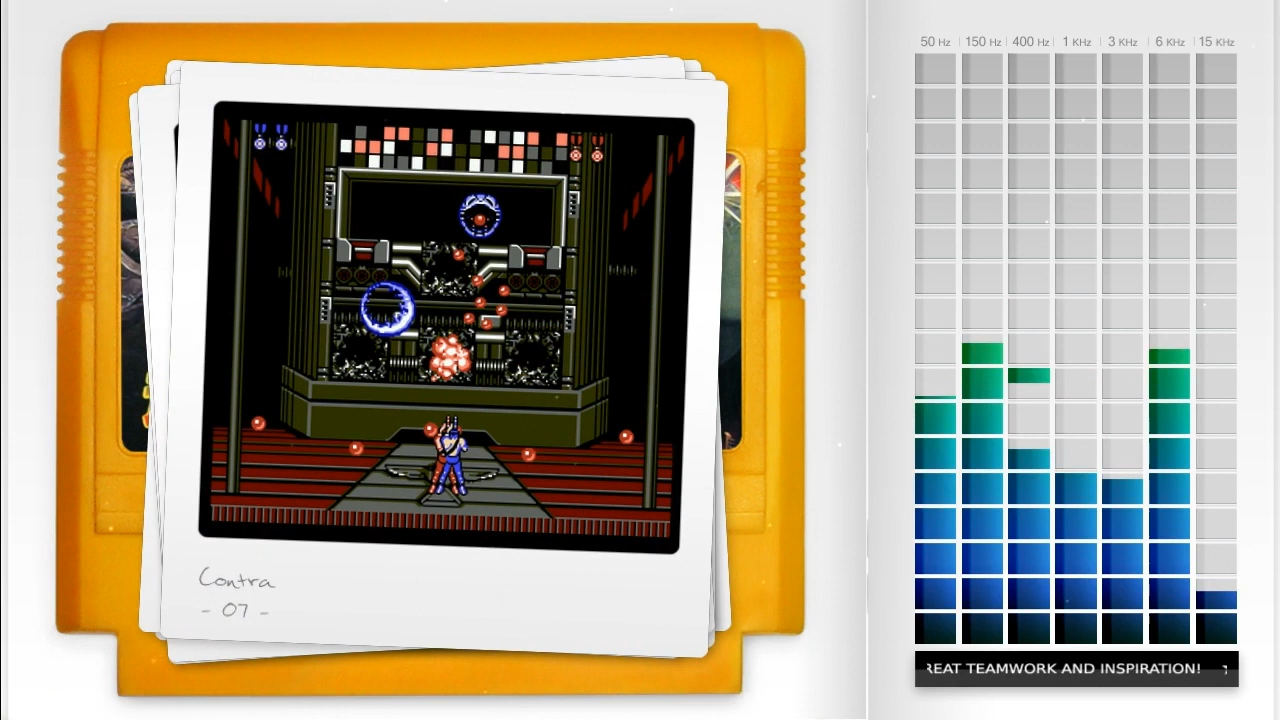 50 Hz 150 Hz 400 Hz 1 KHz 3 KHz 6 KHz 15 KHz
Contra
- 07 -
TEAMWORK AND INSPIRATION!